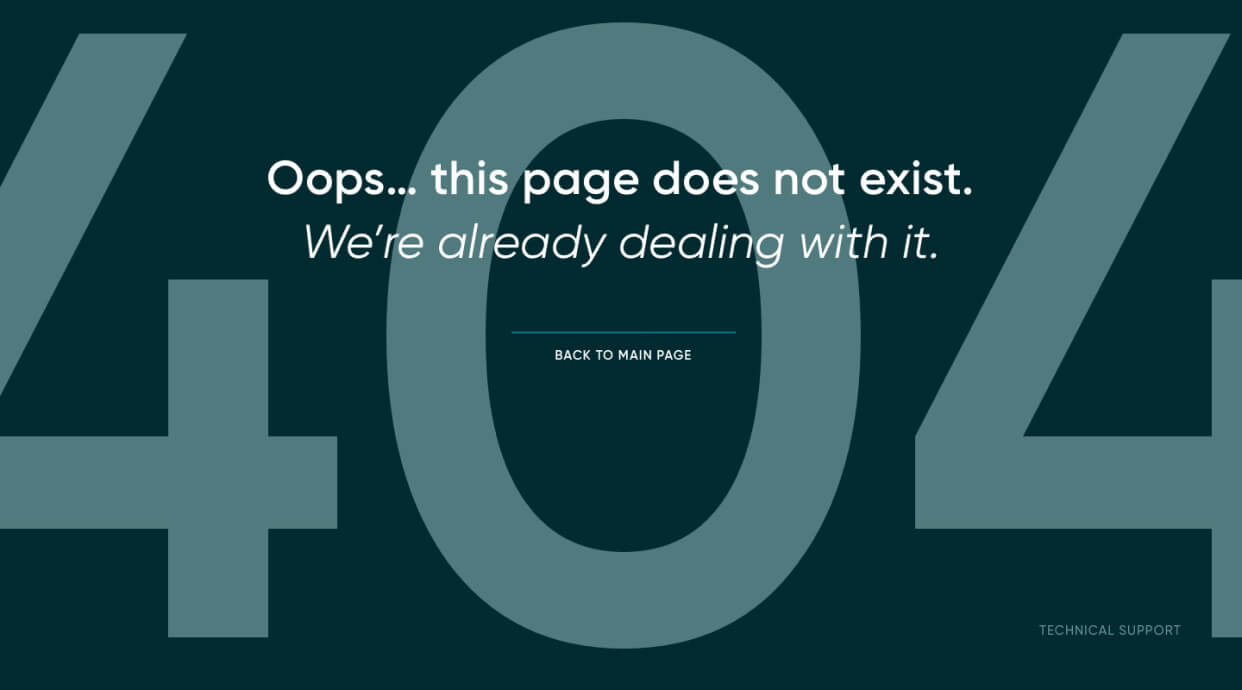 404
Oops... this page does not exist.
We're already dealing with it.
BACK TO MAIN PAGE
TECHNICAL SUPPORT